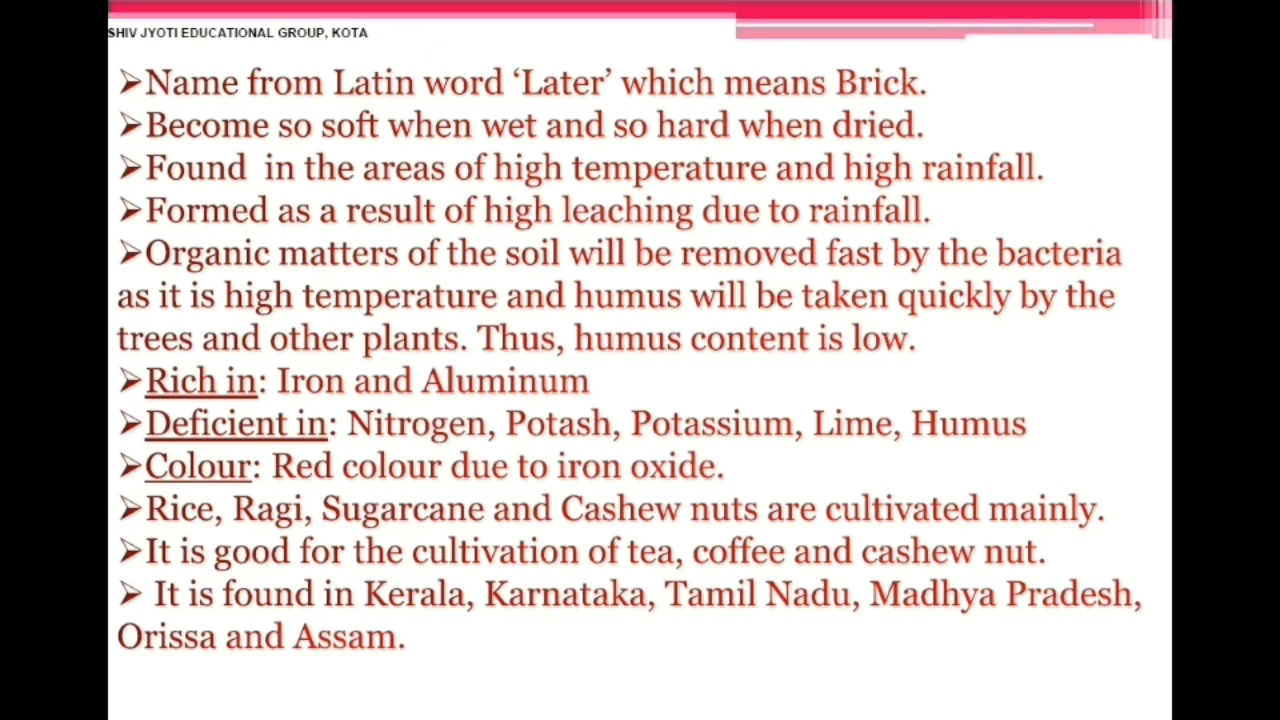 SHIV JYOTI EDUCATIONAL GROUP, KOTA
➢Name from Latin word ‘Later’ which means Brick.
➢Become so soft when wet and so hard when dried.
➢Found in the areas of high temperature and high rainfall.
➢Formed as a result of high leaching due to rainfall.
➢Organic matters of the soil will be removed fast by the bacteria
as it is high temperature and humus will be taken quickly by the
trees and other plants. Thus, humus content is low.
➢Rich in: Iron and Aluminum
➢Deficient in: Nitrogen, Potash, Potassium, Lime, Humus
➢Colour: Red colour due to iron oxide.
➢Rice, Ragi, Sugarcane and Cashew nuts are cultivated mainly.
➢It is good for the cultivation of tea, coffee and cashew nut.
➢ It is found in Kerala, Karnataka, Tamil Nadu, Madhya Pradesh,
Orissa and Assam.